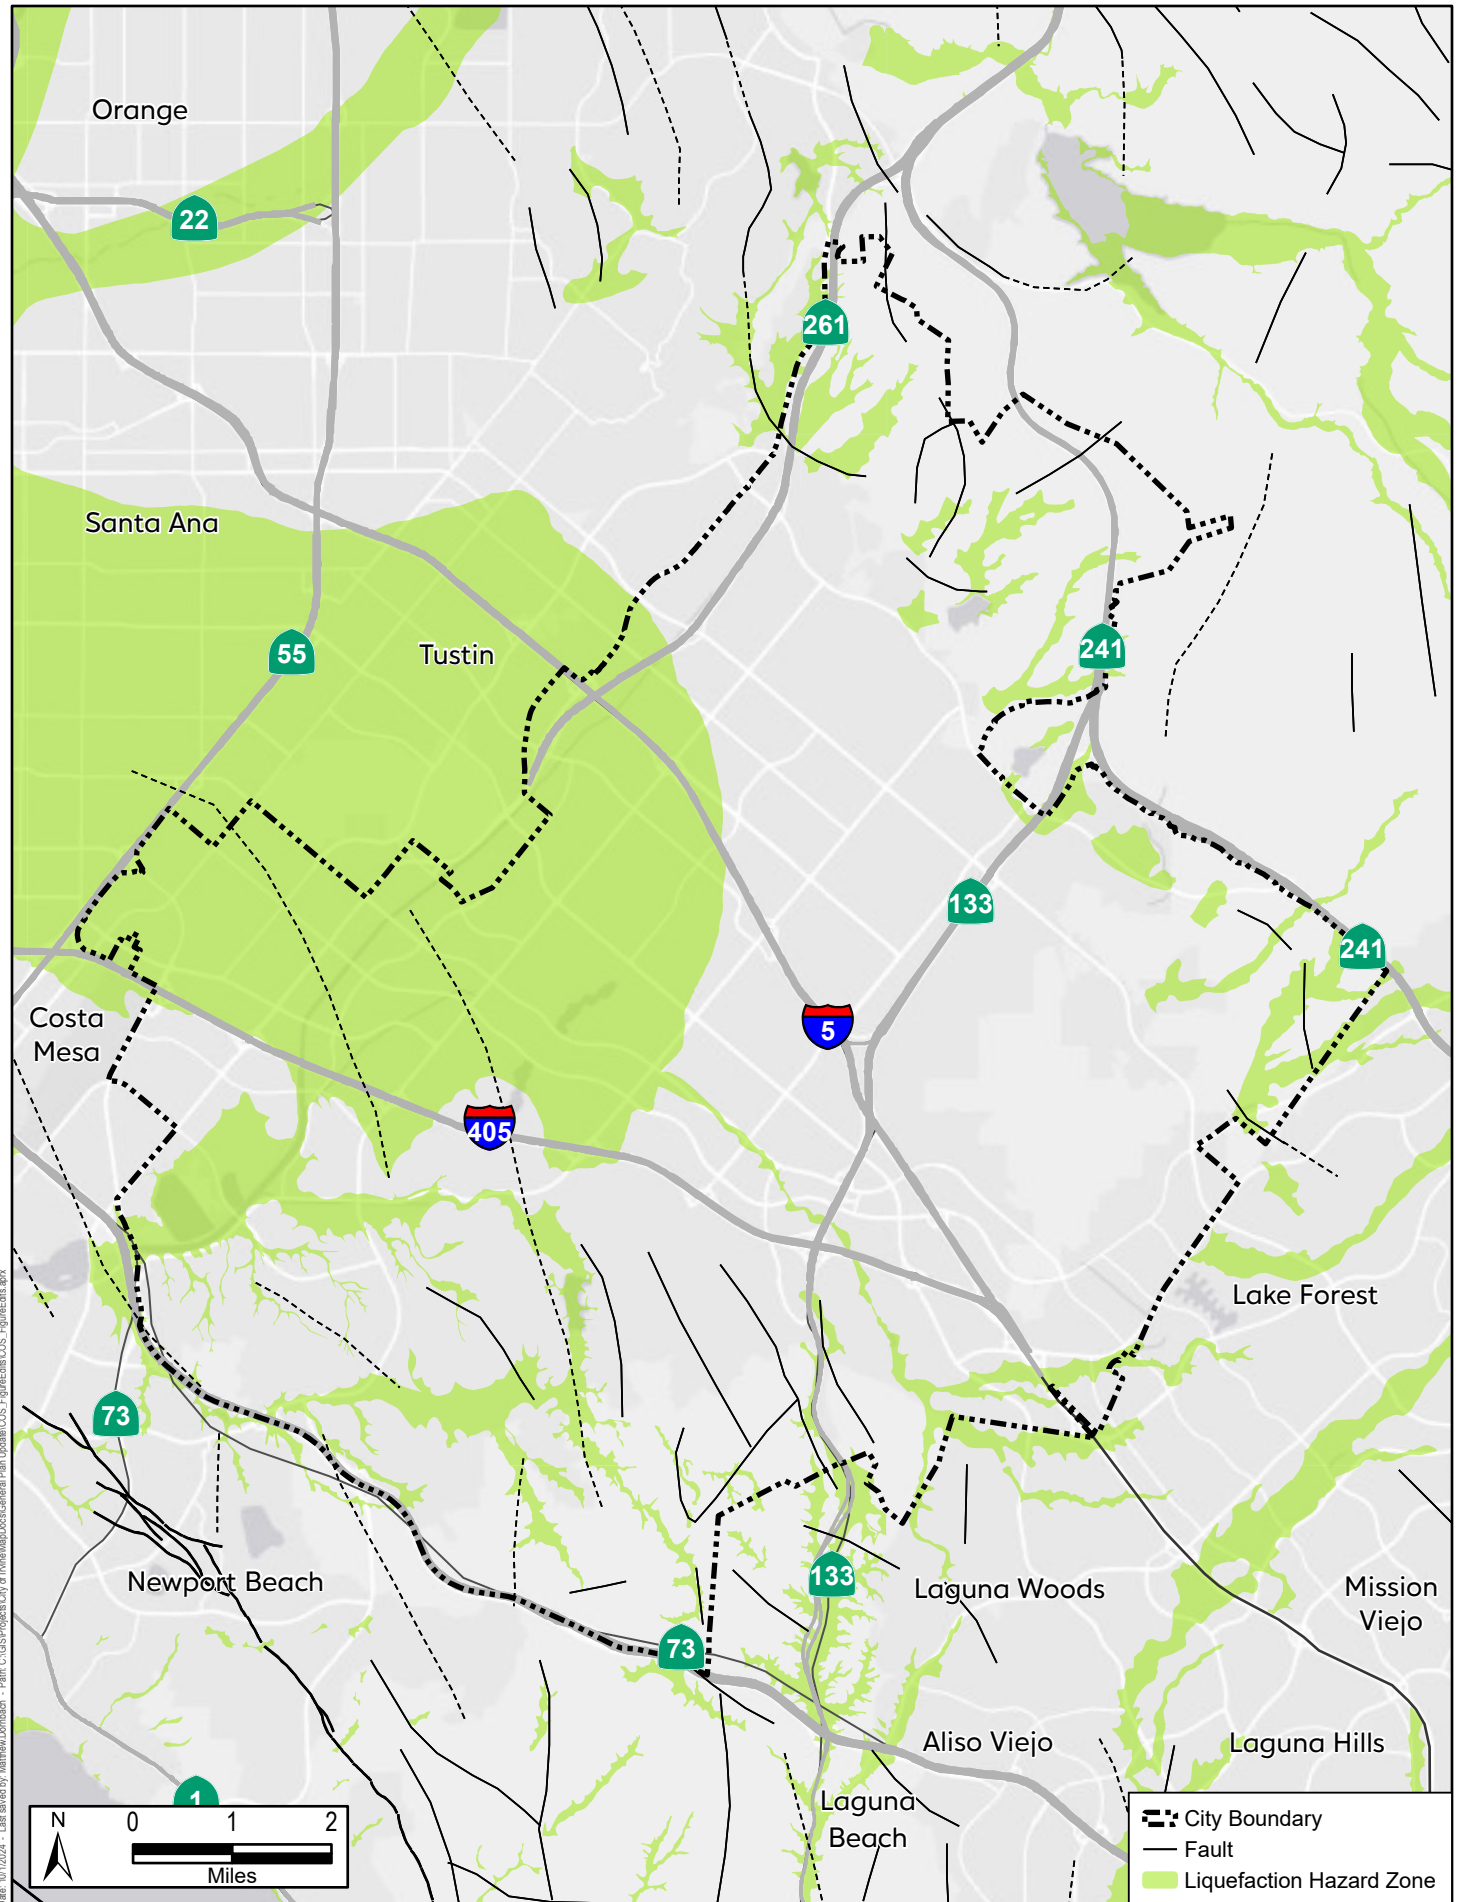 Orange
22
261
Santa Ana
55
Tustin
241
133
241
Costa
Mesa
5
405
Lake Forest
73
Newport Beach
133
Laguna Woods
Mission
Viejo
73
Aliso Viejo
Laguna Hills
1
Laguna
Beach
N
0 1 2
Miles
City Boundary
Fault
Liquefaction Hazard Zone